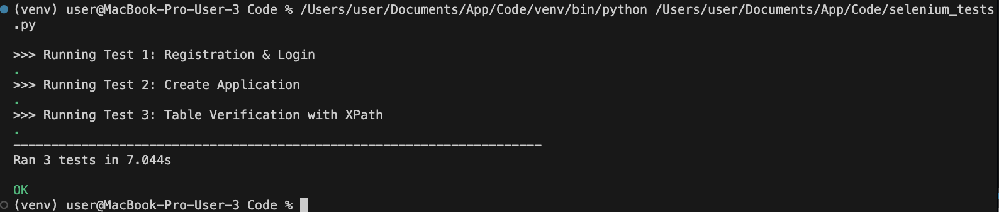 (venv) user@MacBook-Pro-User-3 Code % /Users/user/Documents/App/Code/venv/bin/python /Users/user/Documents/App/Code/selenium_tests
.py
>>> Running Test 1: Registration & Login
.
>>> Running Test 2: Create Application
.
>>> Running Test 3: Table Verification with XPath
.
----------------------------------------------------------------------
Ran 3 tests in 7.044s
OK
(venv) user@MacBook-Pro-User-3 Code %